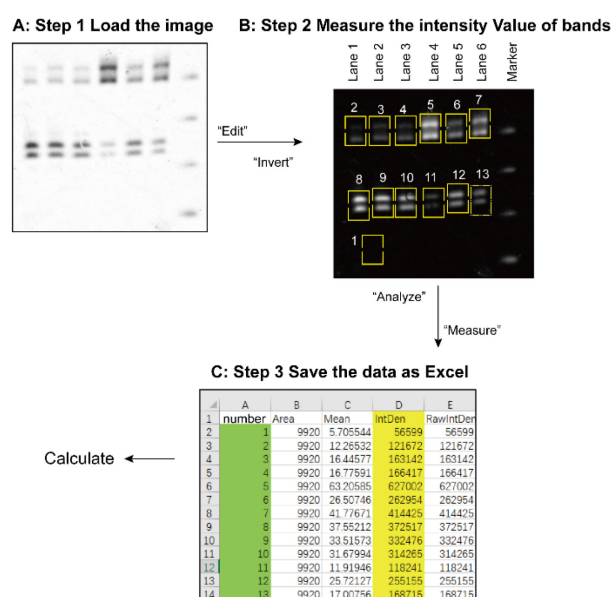 A: Step 1 Load the image
B: Step 2 Measure the intensity Value of bands
Lane 1
Lane 2
Lane 3
Lane 4
Lane 5
Lane 6
Marker
2 3 4 5 6 7
"Edit"
"Invert"
8 9 10 11 12 13
1
"Analyze"
"Measure"
C: Step 3 Save the data as Excel
A B C D E
1 number Area Mean IntDen RawIntDen
2 1 9920 5.705544 56599 56599
3 2 9920 12.26532 121672 121672
4 3 9920 16.44577 163142 163142
5 4 9920 16.77591 166417 166417
6 5 9920 63.20585 627002 627002
7 6 9920 26.50746 262954 262954
8 7 9920 41.77671 414425 414425
9 8 9920 37.55212 372517 372517
10 9 9920 33.51573 332476 332476
11 10 9920 31.67994 314265 314265
12 11 9920 11.91946 118241 118241
13 12 9920 25.72127 255155 255155
14 13 9920 17.00756 168715 168715
Calculate